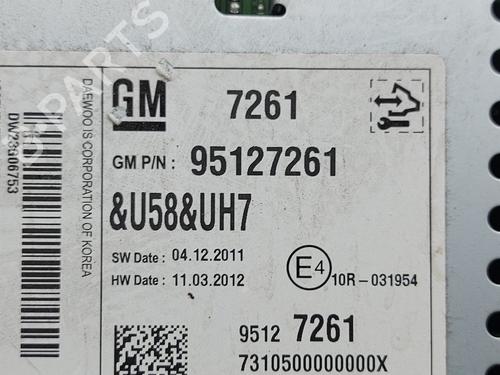 GM
7261
GM P/N : 95127261
&U58&UH7
SW Date : 04.12.2011
HW Date : 11.03.2012
E4
10R-031954
9512 7261
7310500000000X
DAEWOO IS CORPORATION OF KOREA
DW23606753